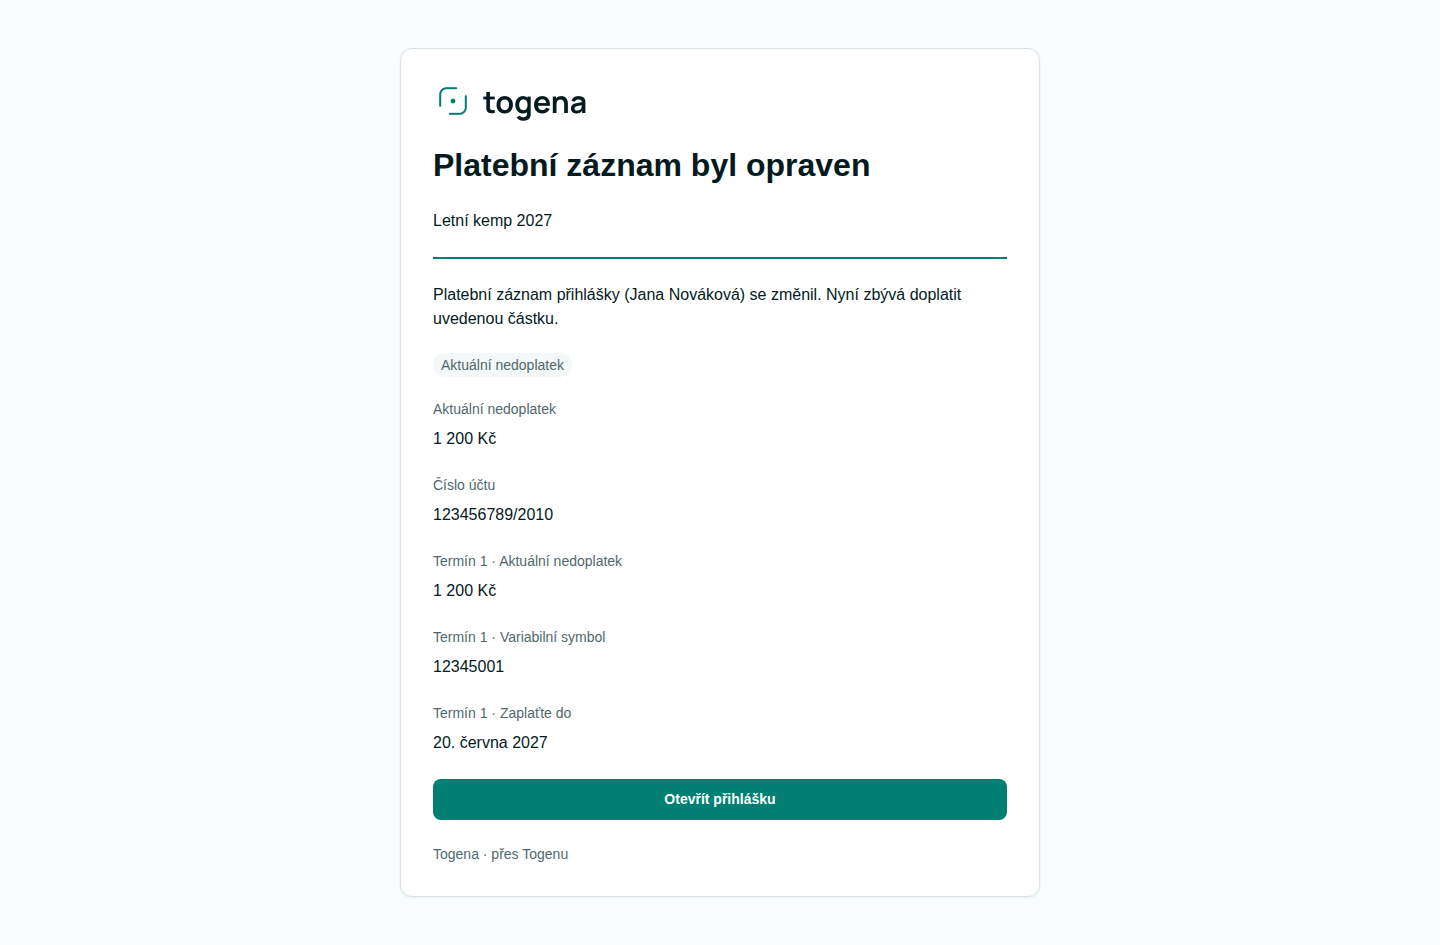 togena
Platební záznam byl opraven
Letní kemp 2027
Platební záznam přihlášky (Jana Nováková) se změnil. Nyní zbývá doplatit
uvedenou částku.
Aktuální nedoplatek
Aktuální nedoplatek
1 200 Kč
Číslo účtu
123456789/2010
Termín 1 · Aktuální nedoplatek
1 200 Kč
Termín 1 · Variabilní symbol
12345001
Termín 1 · Zaplaťte do
20. června 2027
Otevřít přihlášku
Togena · přes Togenu